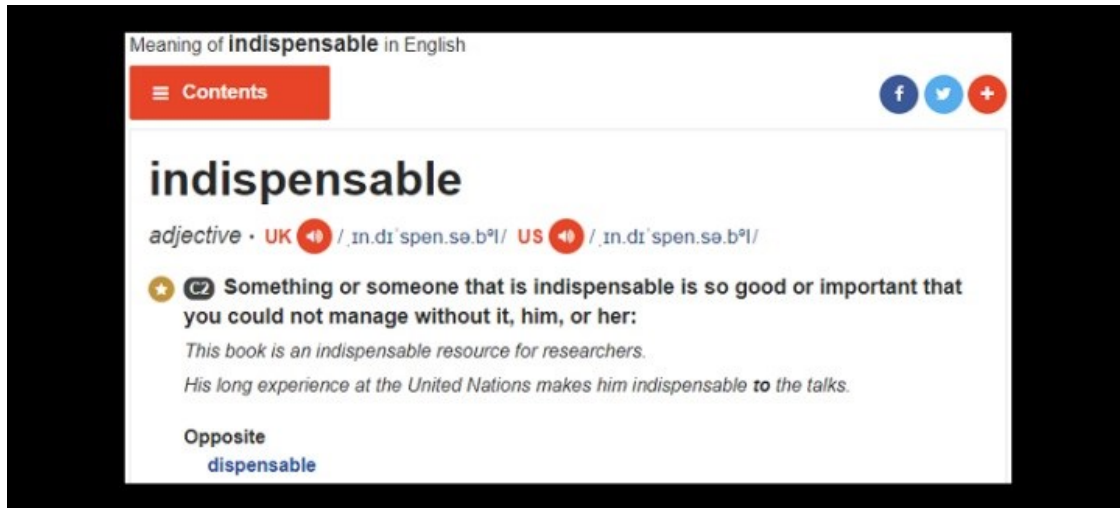 Meaning of indispensable in English
≡ Contents
indispensable
adjective · UK /ˌɪn.dɪˈspen.sə.bᵊl/ US /ˌɪn.dɪˈspen.sə.bᵊl/
C2 Something or someone that is indispensable is so good or important that
you could not manage without it, him, or her:
This book is an indispensable resource for researchers.
His long experience at the United Nations makes him indispensable to the talks.
Opposite
dispensable